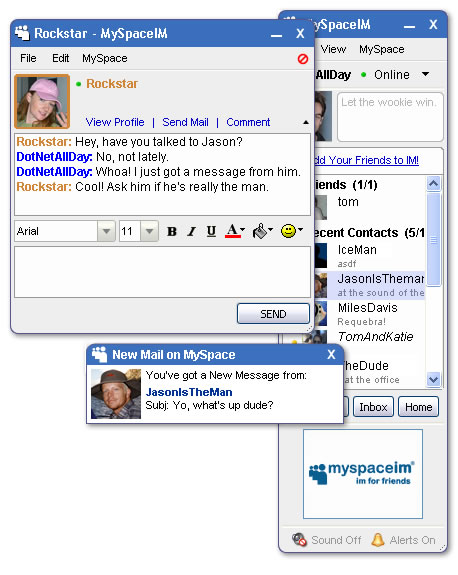 Rockstar - MySpaceIM
File Edit MySpace
Rockstar
View Profile | Send Mail | Comment
Rockstar: Hey, have you talked to Jason?
DotNetAllDay: No, not lately.
DotNetAllDay: Whoa! I just got a message from him.
Rockstar: Cool! Ask him if he's really the man.
Arial 11 B I U A
SEND
New Mail on MySpace X
You've got a New Message from:
JasonIsTheMan
Subj: Yo, what's up dude?
MySpaceIM
View MySpace
AllDay Online
Let the wookie win.
Add Your Friends to IM!
Friends (1/1)
tom
Recent Contacts (5/1
IceMan
asdf
JasonIsTheman
at the sound of the
MilesDavis
Requebra!
TomAndKatie
TheDude
at the office
Inbox Home
myspaceim
im for friends
Sound Off Alerts On